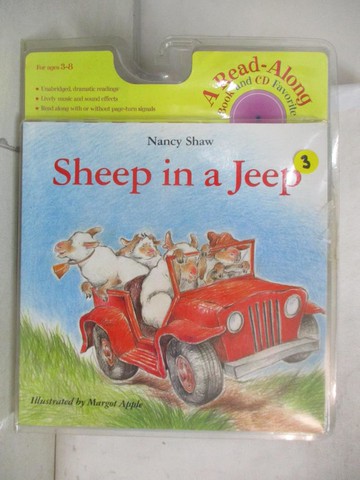 For ages 5-8
• Unabridged, dramatic readings
• Lively music and sound effects
• Read along with or without page-turn signals
A Read-Along
Book and CD Favorite
Nancy Shaw
Sheep in a Jeep
3
Illustrated by Margot Apple